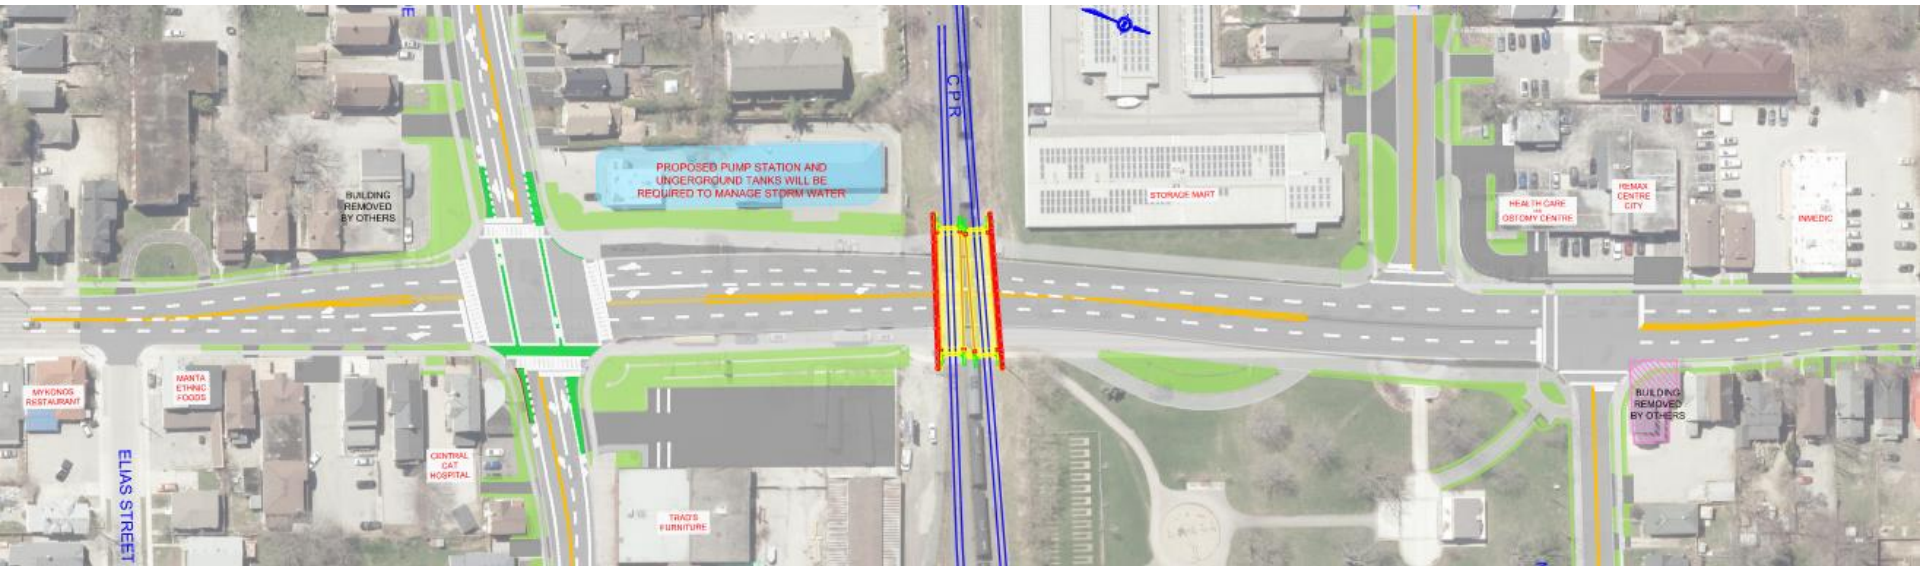 CPR
PROPOSED PUMP STATION AND
UNGERGROUND TANKS WILL BE
REQUIRED TO MANAGE STORM WATER
BUILDING
REMOVED
BY OTHERS
STORAGE MART
HEALTH CARE
OSTOMY CENTRE
REMAX
CENTRE
CITY
INMEDIC
MYKONOS
RESTAURANT
MANTA
ETHNIC
FOODS
ELIAS STREET
CENTRAL
CAT
HOSPITAL
TRAD'S
FURNITURE
BUILDING
REMOVED
BY OTHERS